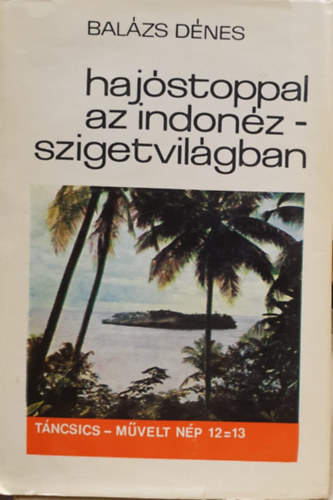 BALÁZS DÉNES
hajóstoppal
az indonéz-
szigetvilágban
TÁNCSICS – MŰVELT NÉP 12=13